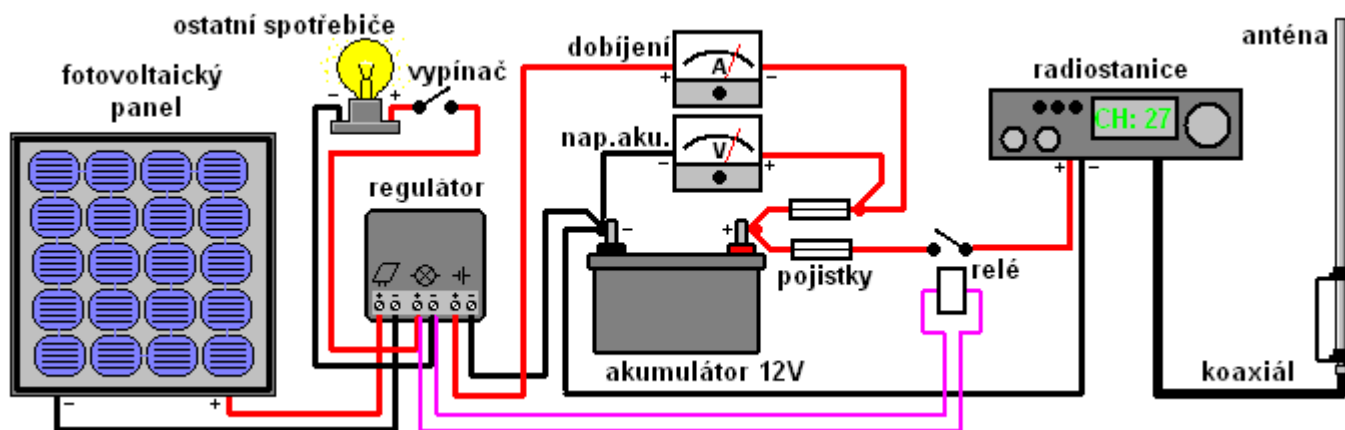 ostatní spotřebiče
fotovoltaický
panel
vypínač
- +
dobíjení
A
+ -
nap.aku.
V
- +
radiostanice
CH: 27
+ -
anténa
regulátor
+ - + - + -
- +
pojistky
relé
akumulátor 12V
koaxiál
- +